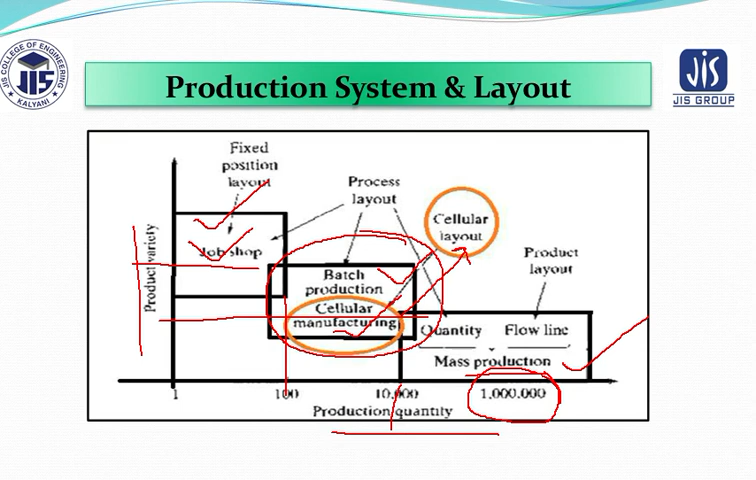 JIS COLLEGE OF ENGINEERING
JIS
KALYANI
Production System & Layout
JIS
JIS GROUP
Fixed
position
layout
Process
layout
Cellular
layout
Product
layout
Product variety
Job shop
Batch
production
Cellular
manufacturing
Quantity Flow line
Mass production
1 100 10,000 1,000,000
Production quantity